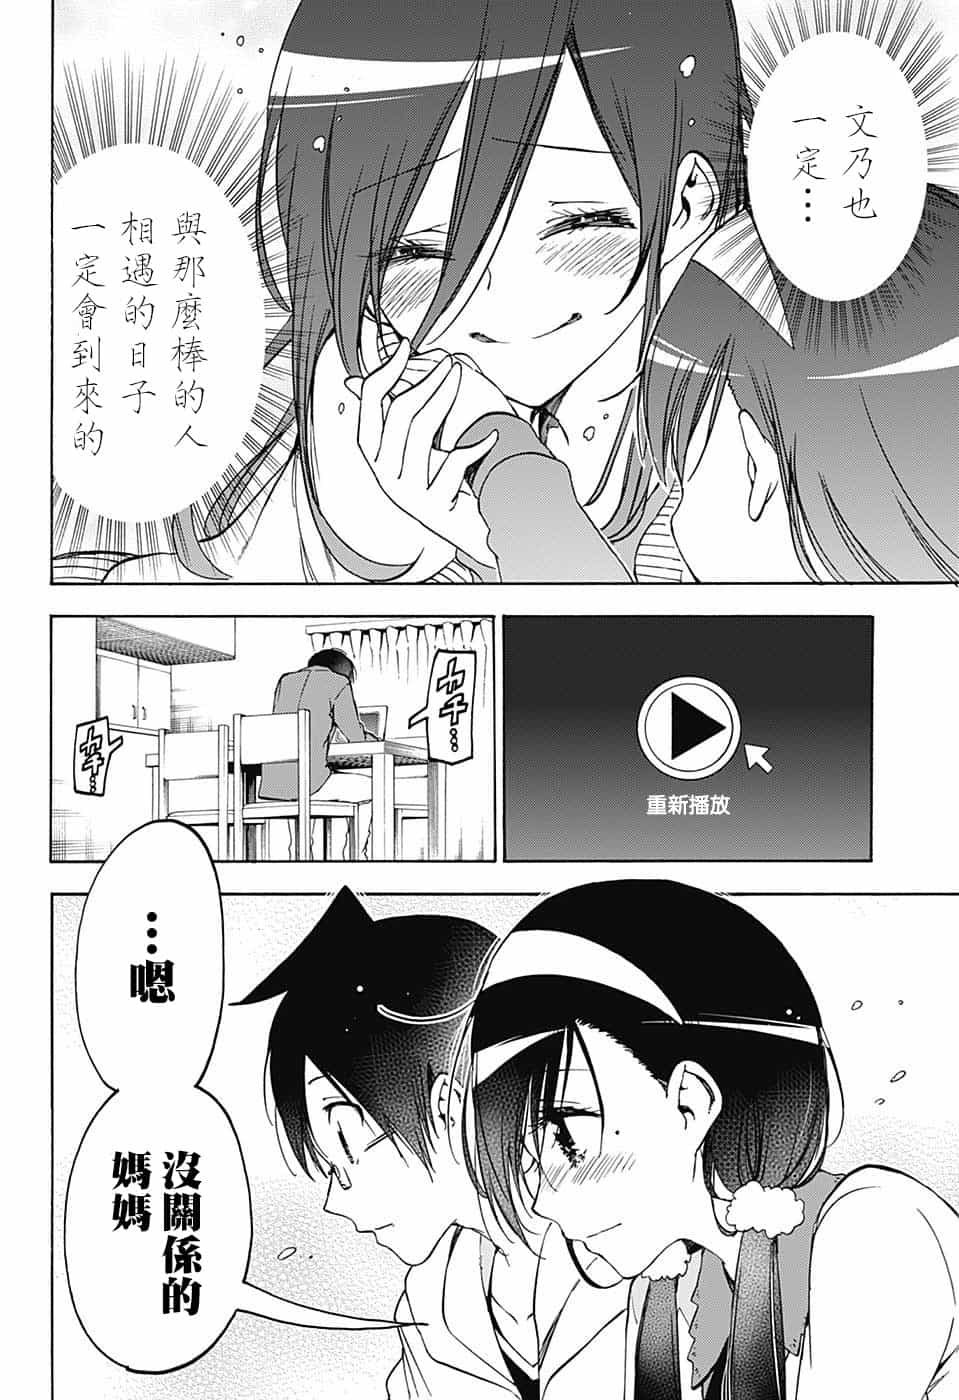 文乃也
一定…
與那麼棒的人
相遇的日子
一定會到來的
重新播放
カチ…
カチ…
…嗯
沒關係的
媽媽